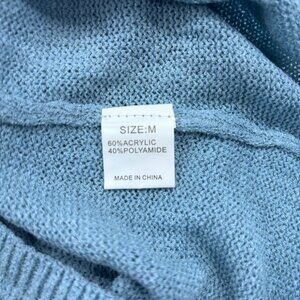 SIZE:M
60%ACRYLIC
40%POLYAMIDE
MADE IN CHINA